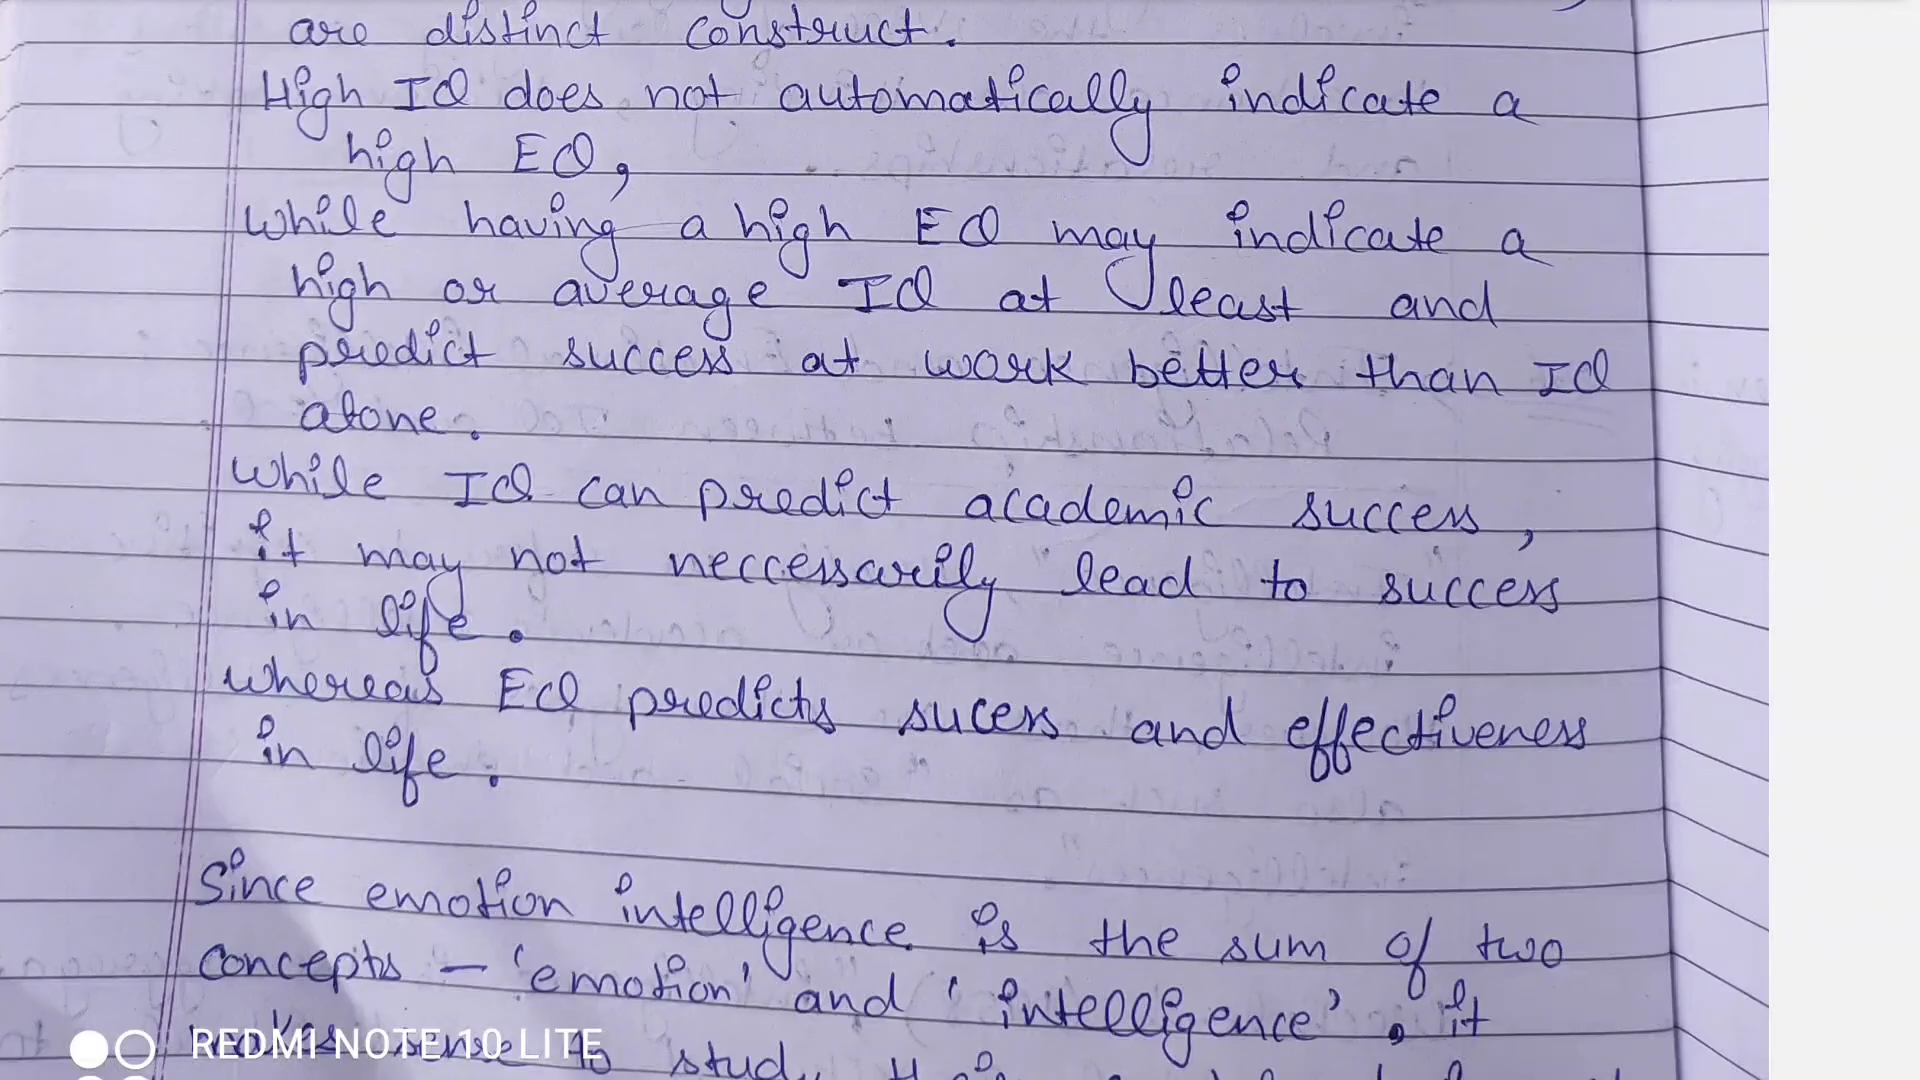 are distinct construct.
High IQ does not automatically indicate a
high EQ,
while having a high EQ may indicate a
high or average IQ at least and
predict success at work better than IQ
alone.
while IQ can predict academic success,
it may not neccessarily lead to success
in life.
whereas EQ predicts sucess and effectiveness
in life.
Since emotion intelligence is the sum of two
concepts – 'emotion' and 'intelligence', it
makes sense to
REDMI NOTE 10 LITE